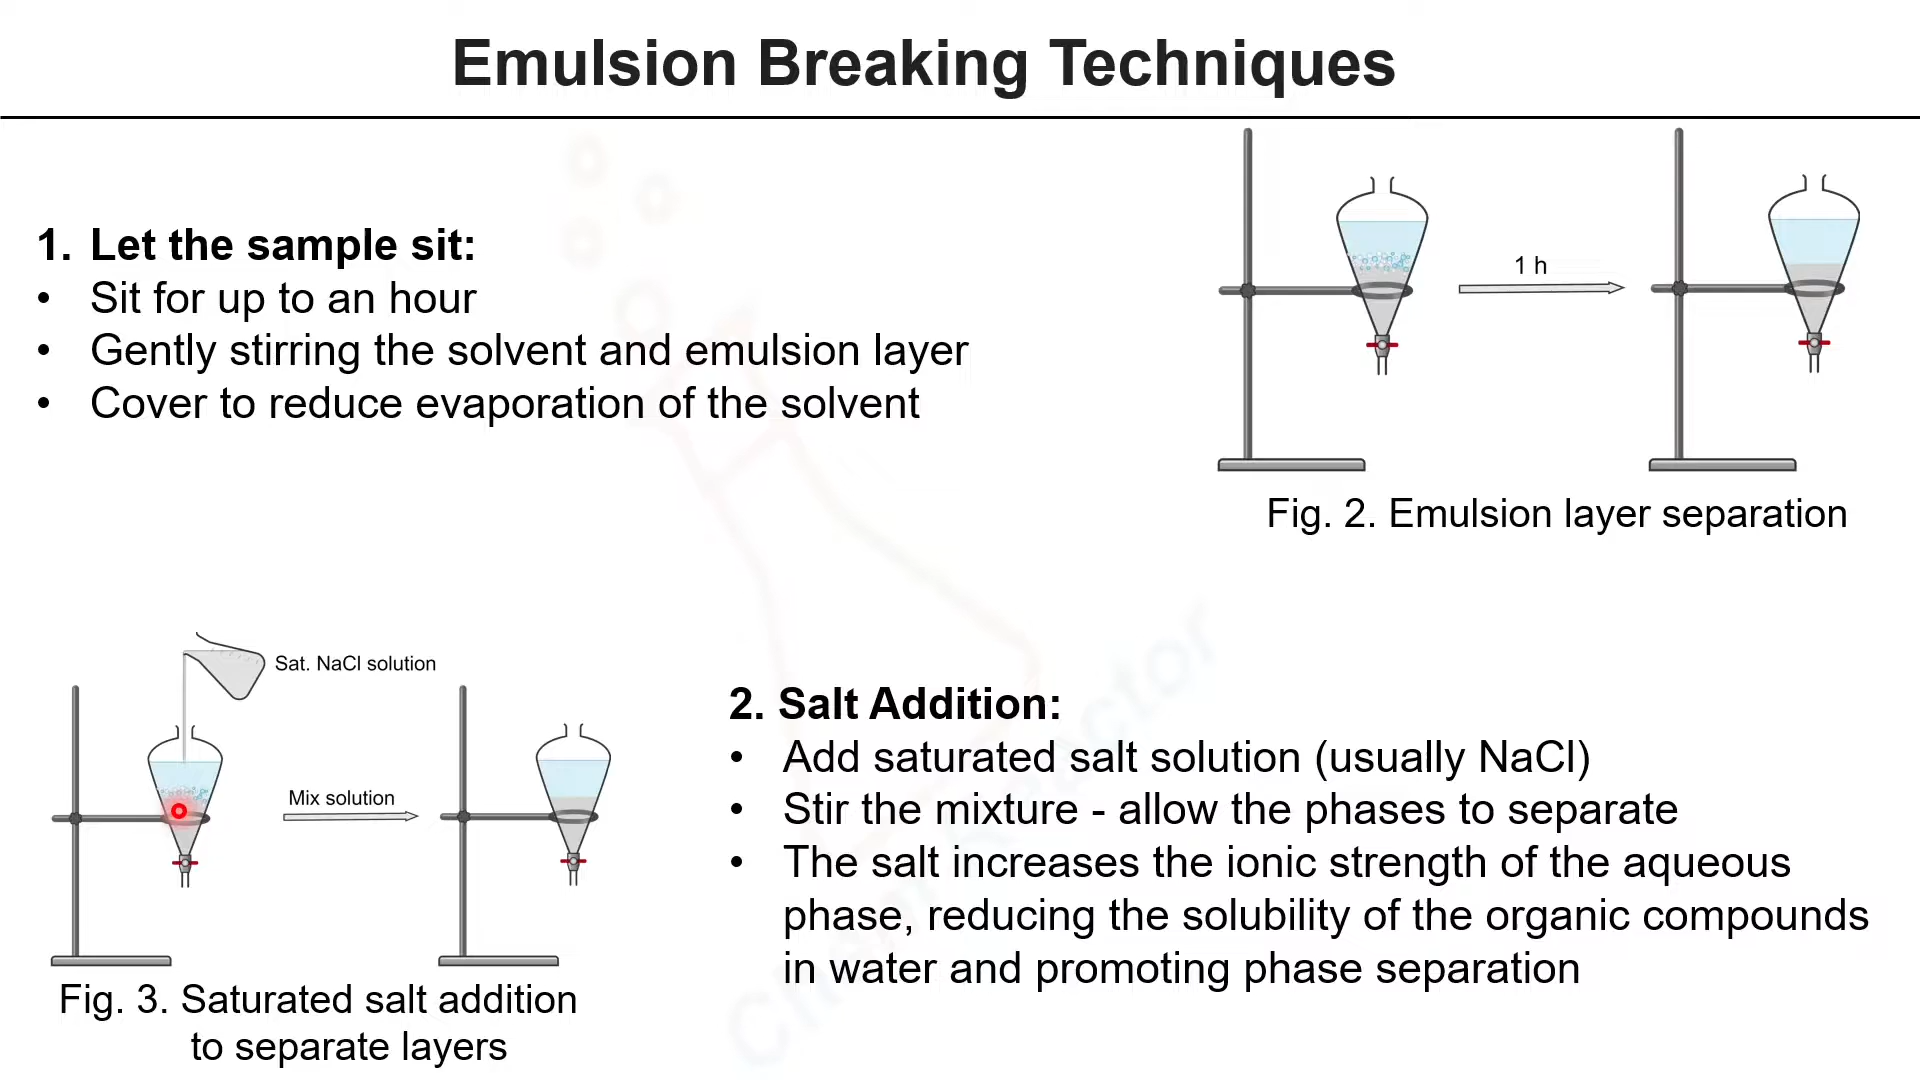 Emulsion Breaking Techniques
1. Let the sample sit:
• Sit for up to an hour
• Gently stirring the solvent and emulsion layer
• Cover to reduce evaporation of the solvent
1 h
Fig. 2. Emulsion layer separation
Sat. NaCl solution
Mix solution
Fig. 3. Saturated salt addition
to separate layers
2. Salt Addition:
• Add saturated salt solution (usually NaCl)
• Stir the mixture - allow the phases to separate
• The salt increases the ionic strength of the aqueous
phase, reducing the solubility of the organic compounds
in water and promoting phase separation